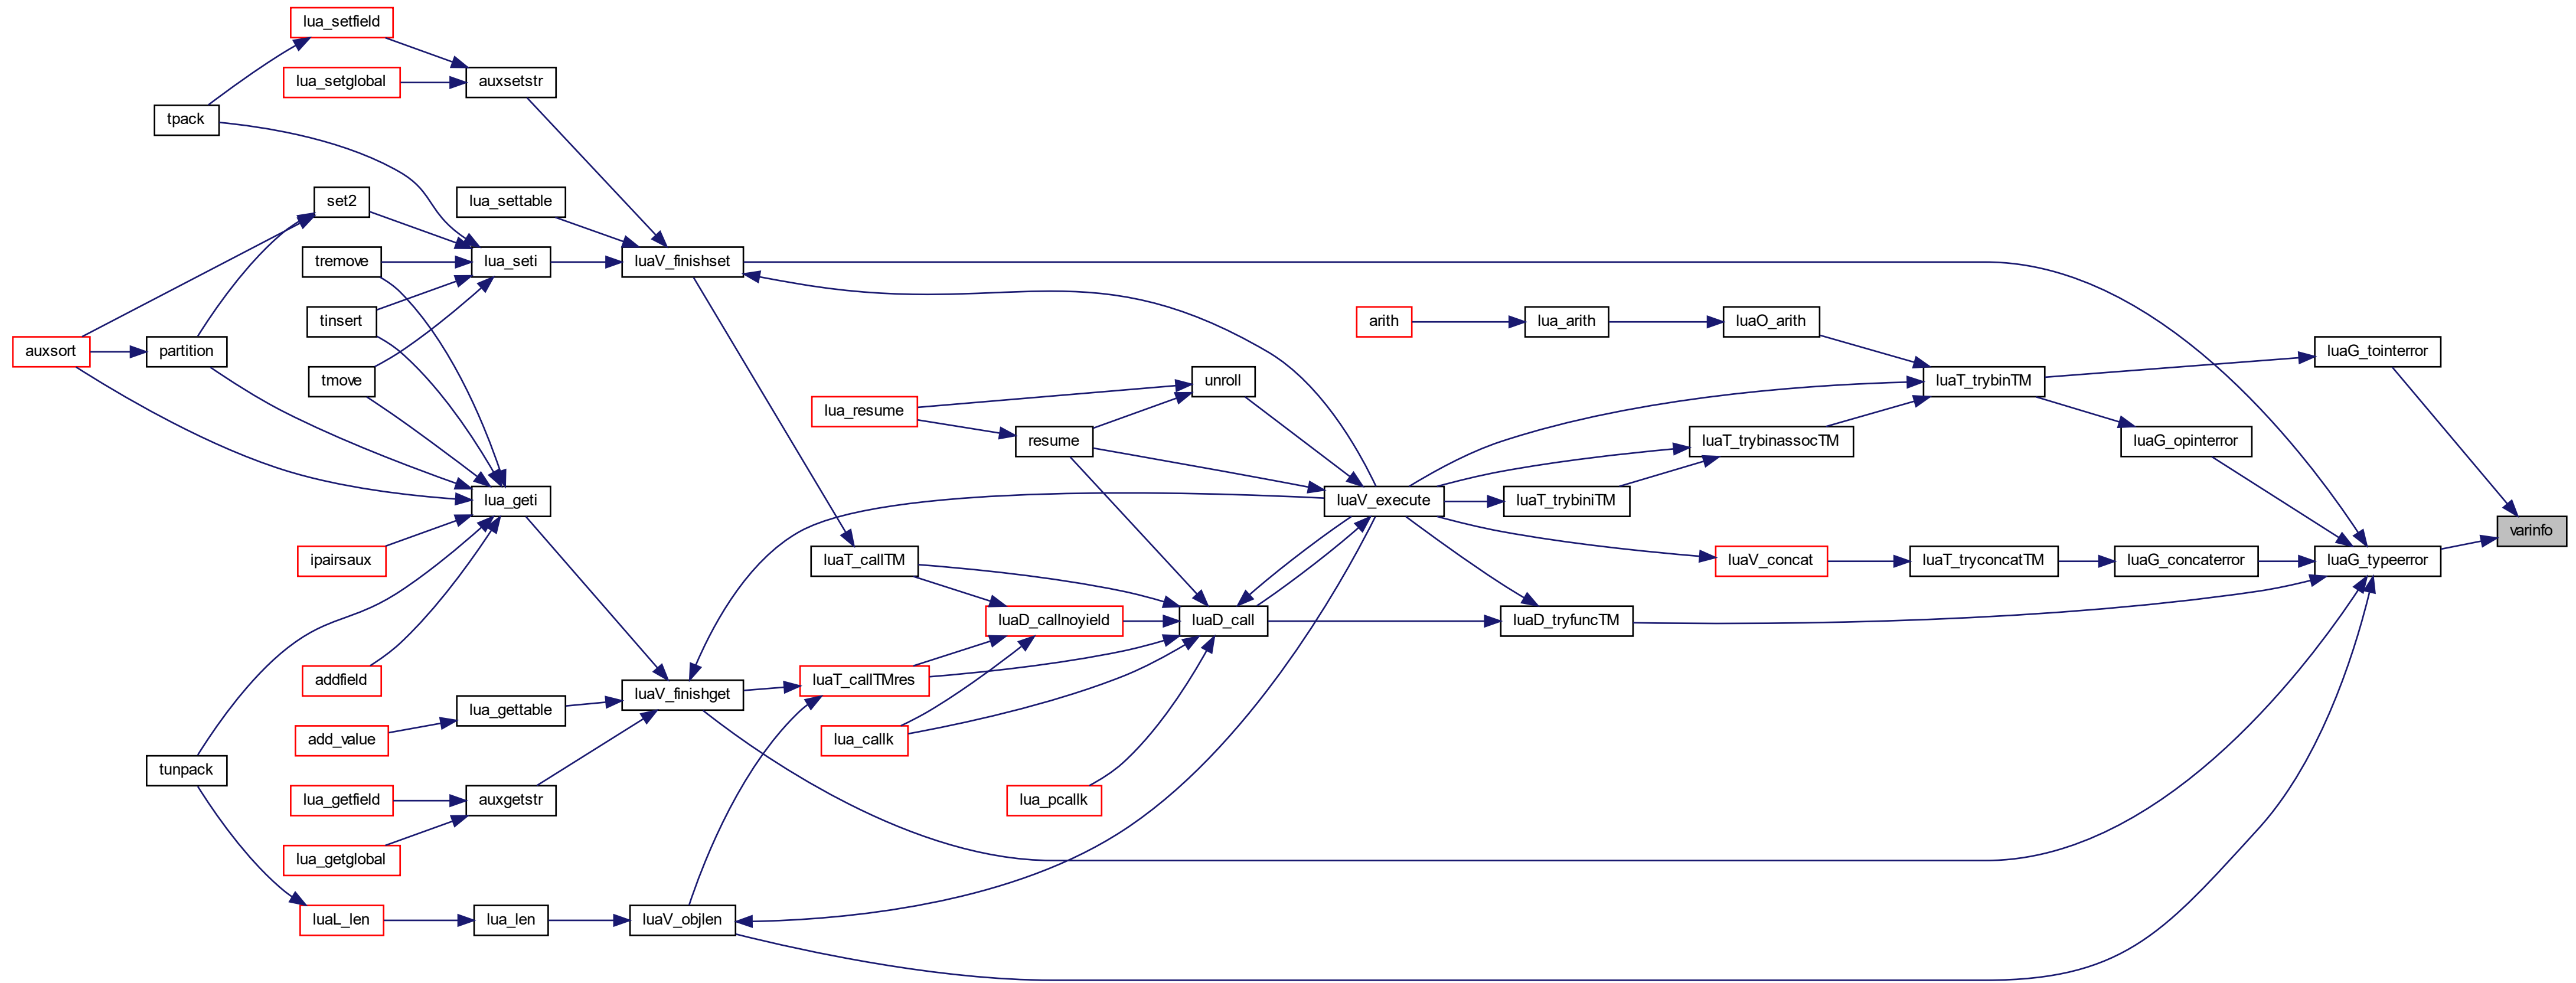 lua_setfield
lua_setglobal
auxsetstr
tpack
set2
lua_settable
tremove
lua_seti
luaV_finishset
tinsert
arith
lua_arith
luaO_arith
luaG_tointerror
auxsort
partition
tmove
unroll
luaT_trybinTM
lua_resume
resume
luaT_trybinassocTM
luaG_opinterror
lua_geti
luaV_execute
luaT_trybiniTM
varinfo
ipairsaux
luaT_callTM
luaV_concat
luaT_tryconcatTM
luaG_concaterror
luaG_typeerror
luaD_callnoyield
luaD_call
luaD_tryfuncTM
addfield
luaT_callTMres
luaV_finishget
lua_gettable
add_value
lua_callk
tunpack
lua_getfield
auxgetstr
lua_pcallk
lua_getglobal
luaL_len
lua_len
luaV_objlen